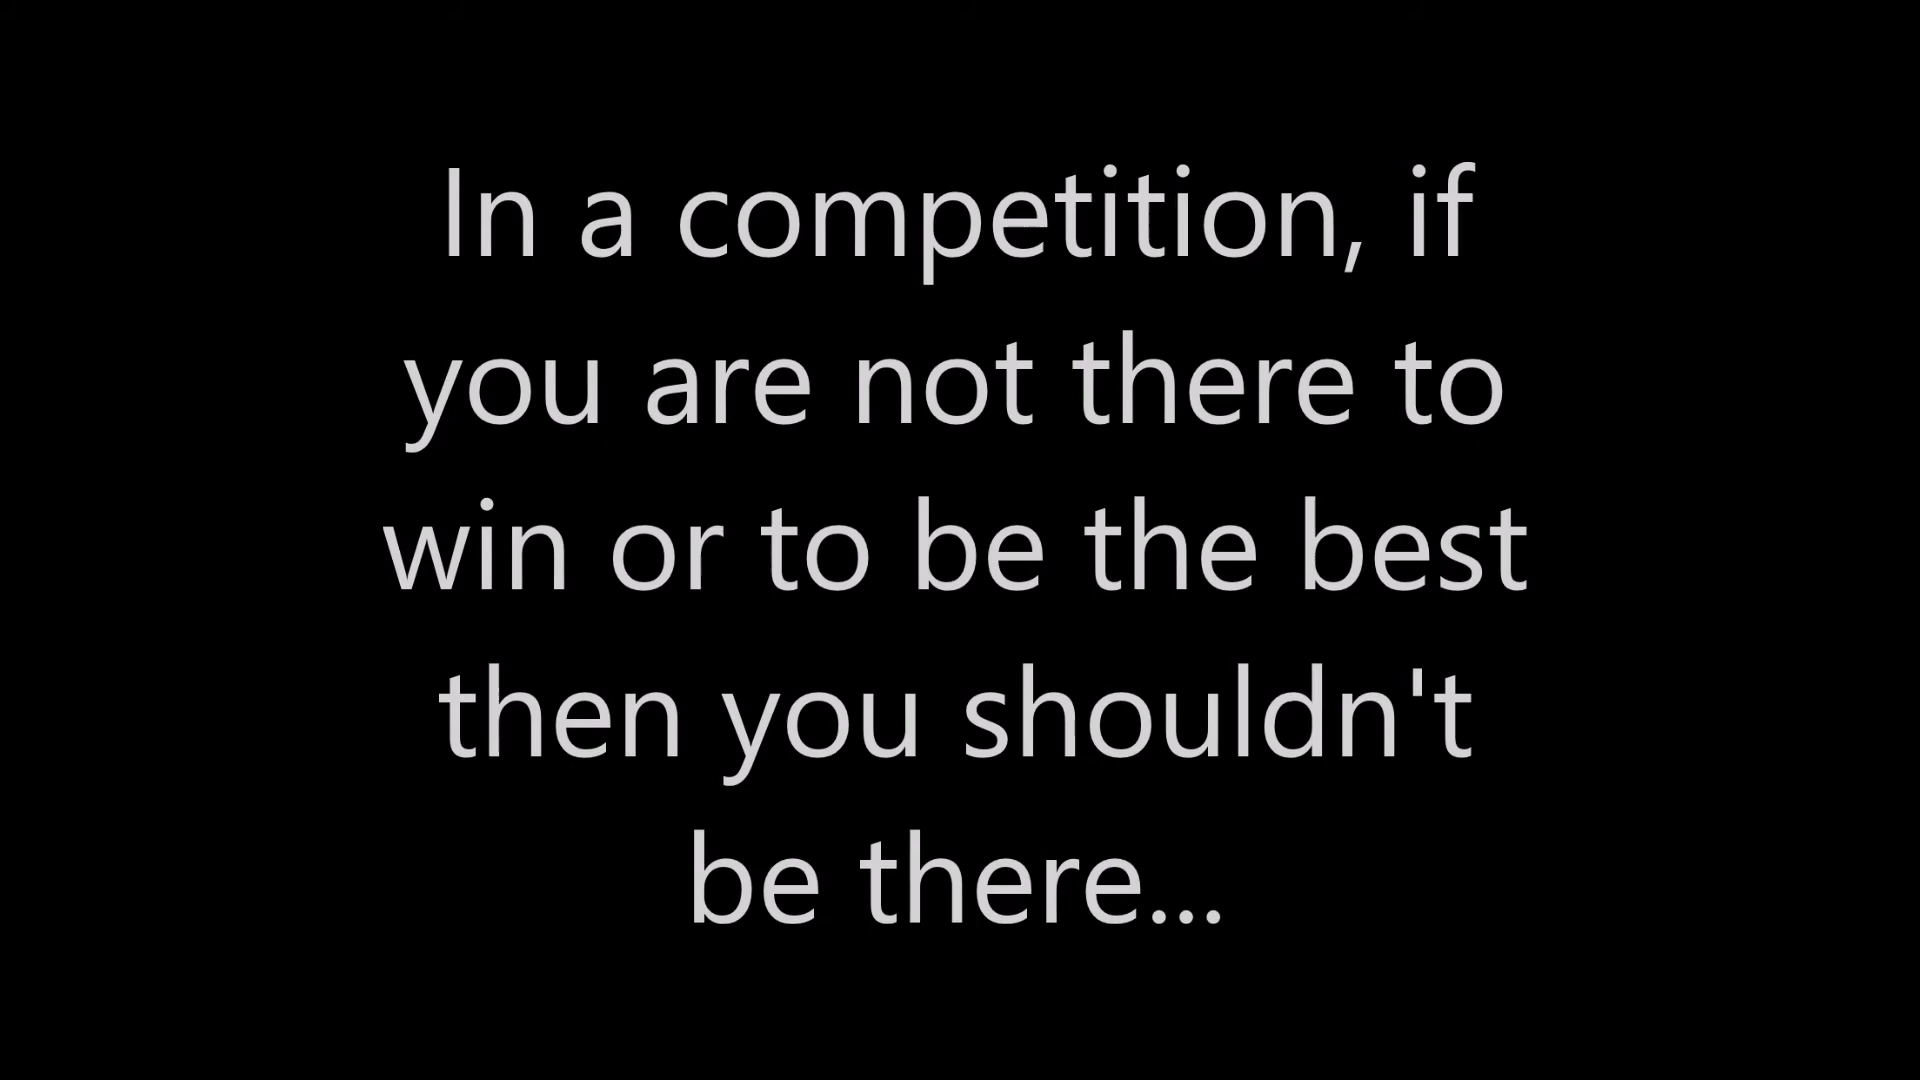 In a competition, if
you are not there to
win or to be the best
then you shouldn't
be there...